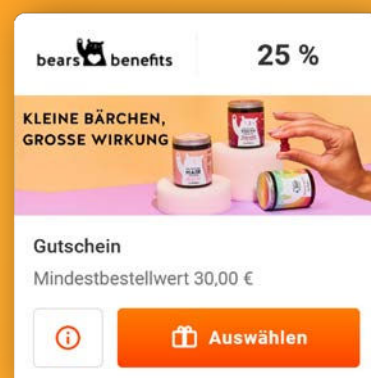 bears benefits
25 %
KLEINE BÄRCHEN,
GROSSE WIRKUNG
Gutschein
Mindestbestellwert 30,00 €
Auswählen